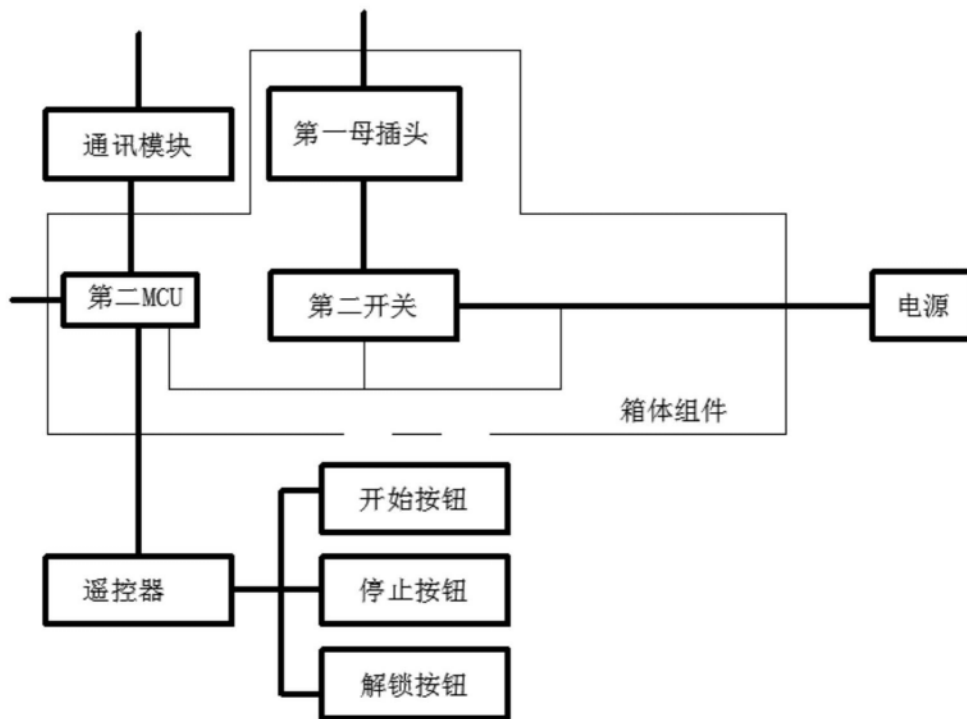 通讯模块
第一母插头
第二MCU
第二开关
电源
箱体组件
开始按钮
遥控器
停止按钮
解锁按钮